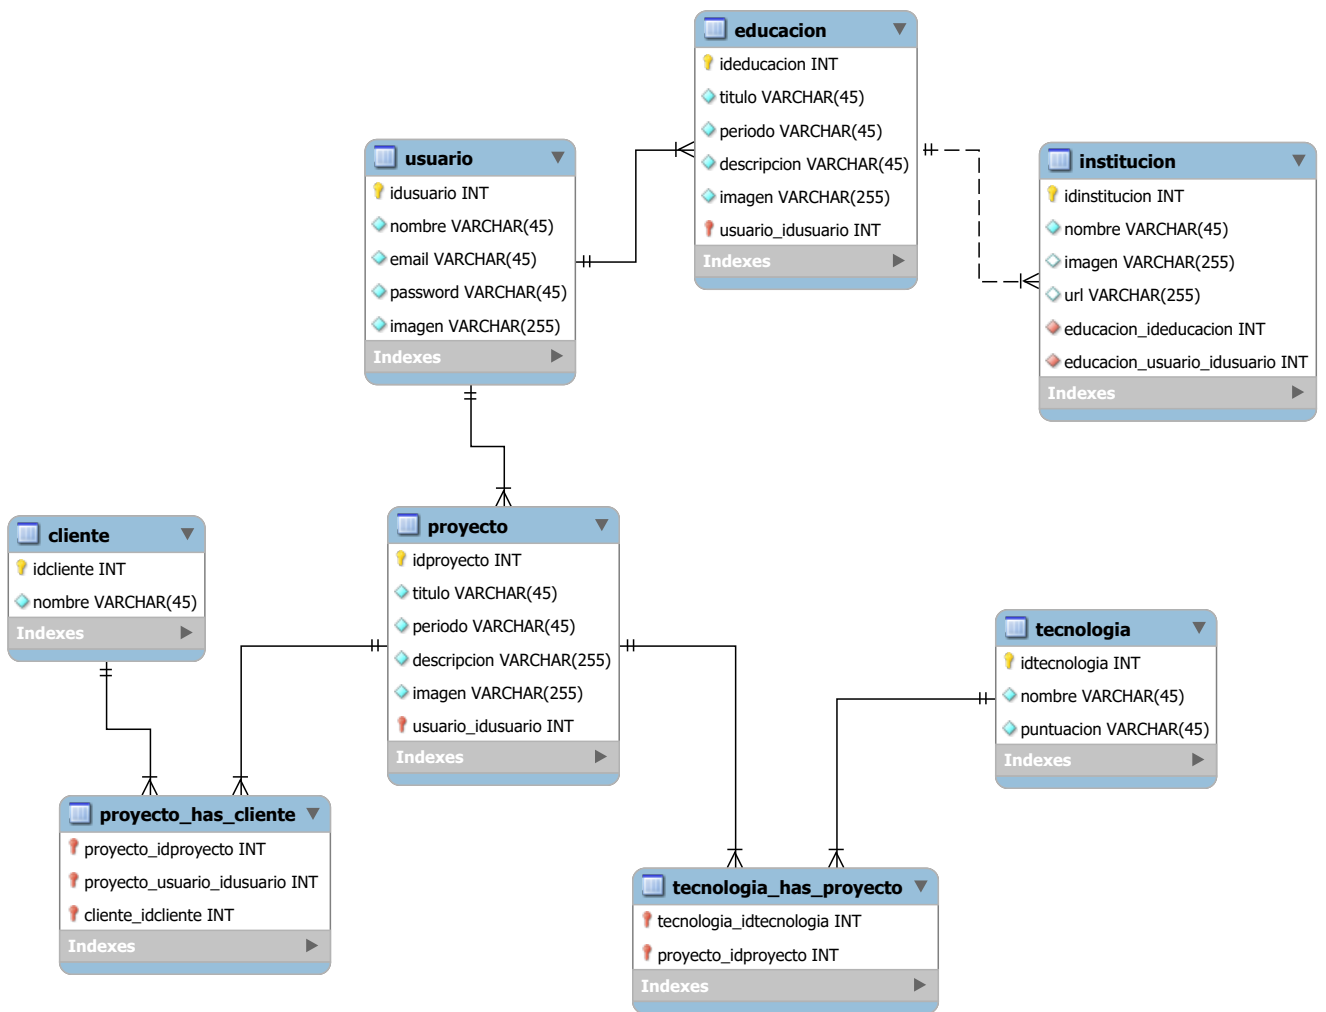 educacion
ideducacion INT
titulo VARCHAR(45)
periodo VARCHAR(45)
descripcion VARCHAR(45)
imagen VARCHAR(255)
usuario_idusuario INT
Indexes
usuario
idusuario INT
nombre VARCHAR(45)
email VARCHAR(45)
password VARCHAR(45)
imagen VARCHAR(255)
Indexes
institucion
idinstitucion INT
nombre VARCHAR(45)
imagen VARCHAR(255)
url VARCHAR(255)
educacion_ideducacion INT
educacion_usuario_idusuario INT
Indexes
cliente
idcliente INT
nombre VARCHAR(45)
Indexes
proyecto
idproyecto INT
titulo VARCHAR(45)
periodo VARCHAR(45)
descripcion VARCHAR(255)
imagen VARCHAR(255)
usuario_idusuario INT
Indexes
tecnologia
idtecnologia INT
nombre VARCHAR(45)
puntuacion VARCHAR(45)
Indexes
proyecto_has_cliente
proyecto_idproyecto INT
proyecto_usuario_idusuario INT
cliente_idcliente INT
Indexes
tecnologia_has_proyecto
tecnologia_idtecnologia INT
proyecto_idproyecto INT
Indexes